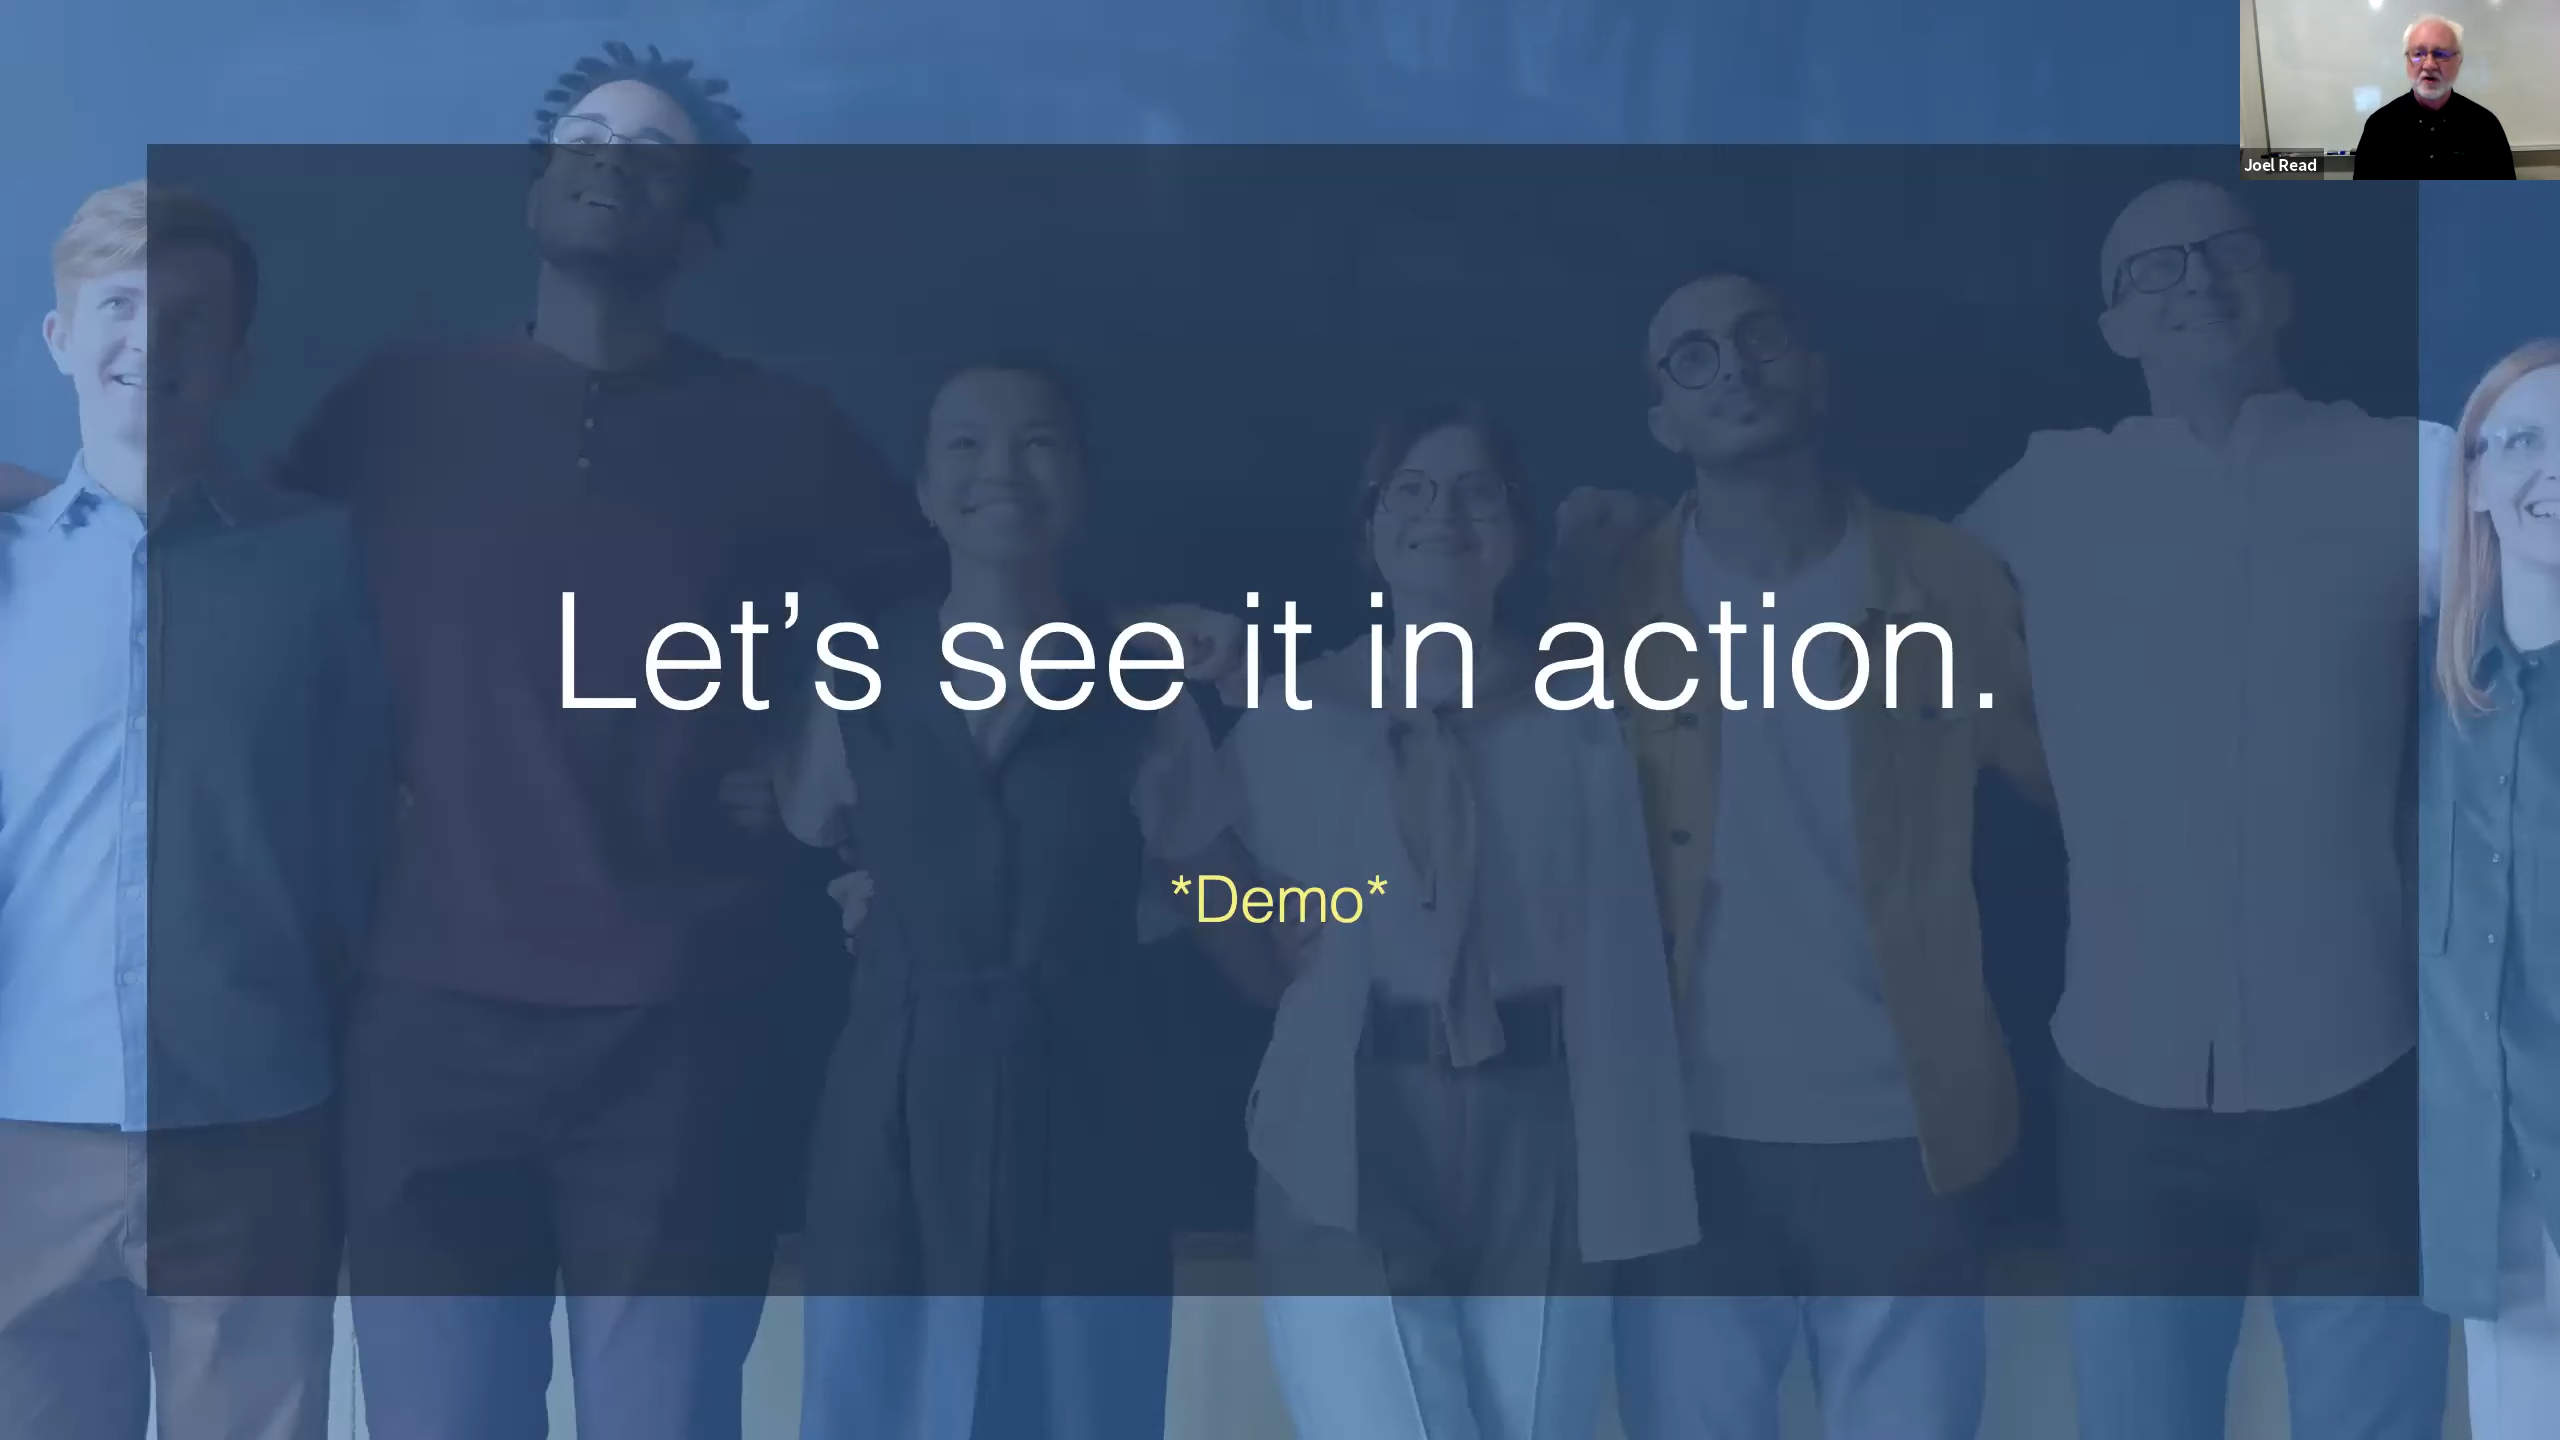 Joel Read
Let’s see it in action.
*Demo*